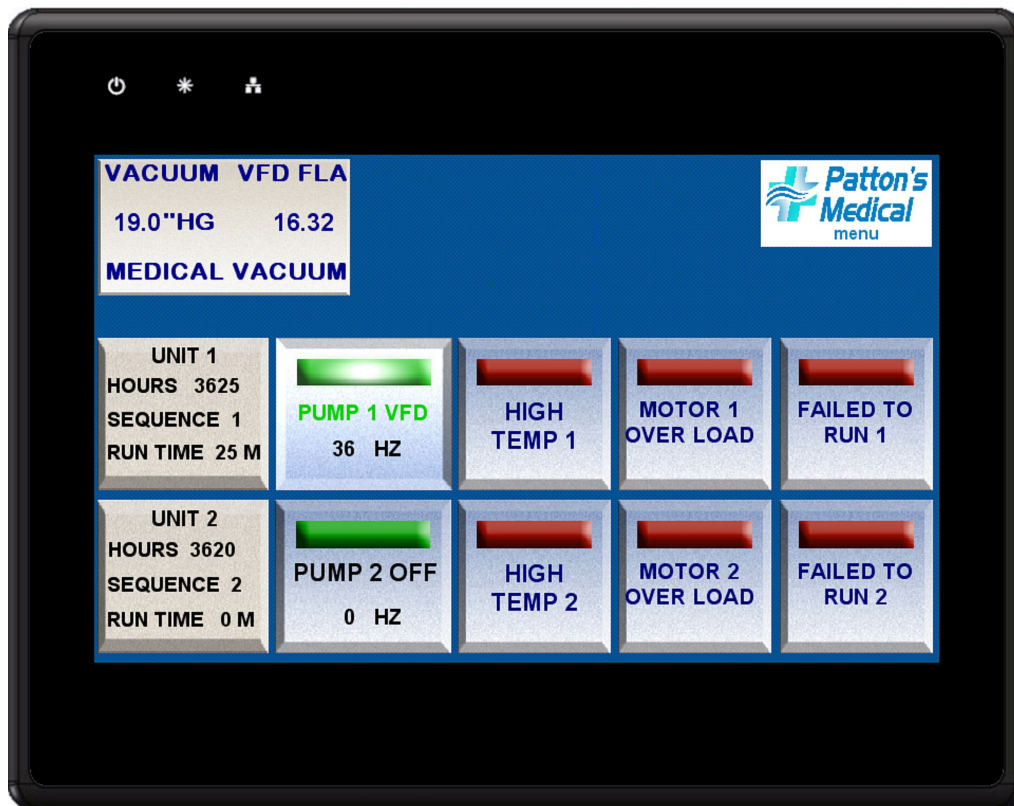 VACUUM VFD FLA
19.0"HG 16.32
MEDICAL VACUUM
Patton's
Medical
menu
UNIT 1
HOURS 3625
SEQUENCE 1
RUN TIME 25 M
PUMP 1 VFD
36 HZ
HIGH
TEMP 1
MOTOR 1
OVER LOAD
FAILED TO
RUN 1
UNIT 2
HOURS 3620
SEQUENCE 2
RUN TIME 0 M
PUMP 2 OFF
0 HZ
HIGH
TEMP 2
MOTOR 2
OVER LOAD
FAILED TO
RUN 2